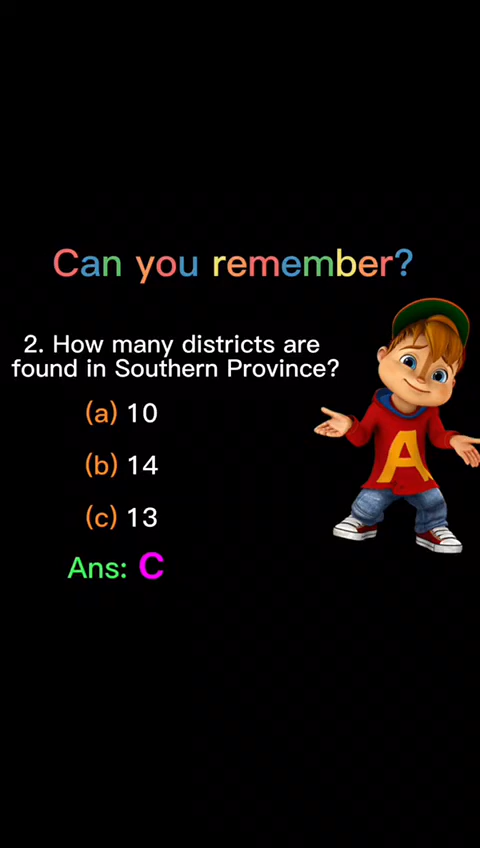 Can you remember?
2. How many districts are
found in Southern Province?
(a) 10
(b) 14
(c) 13
Ans: C
A